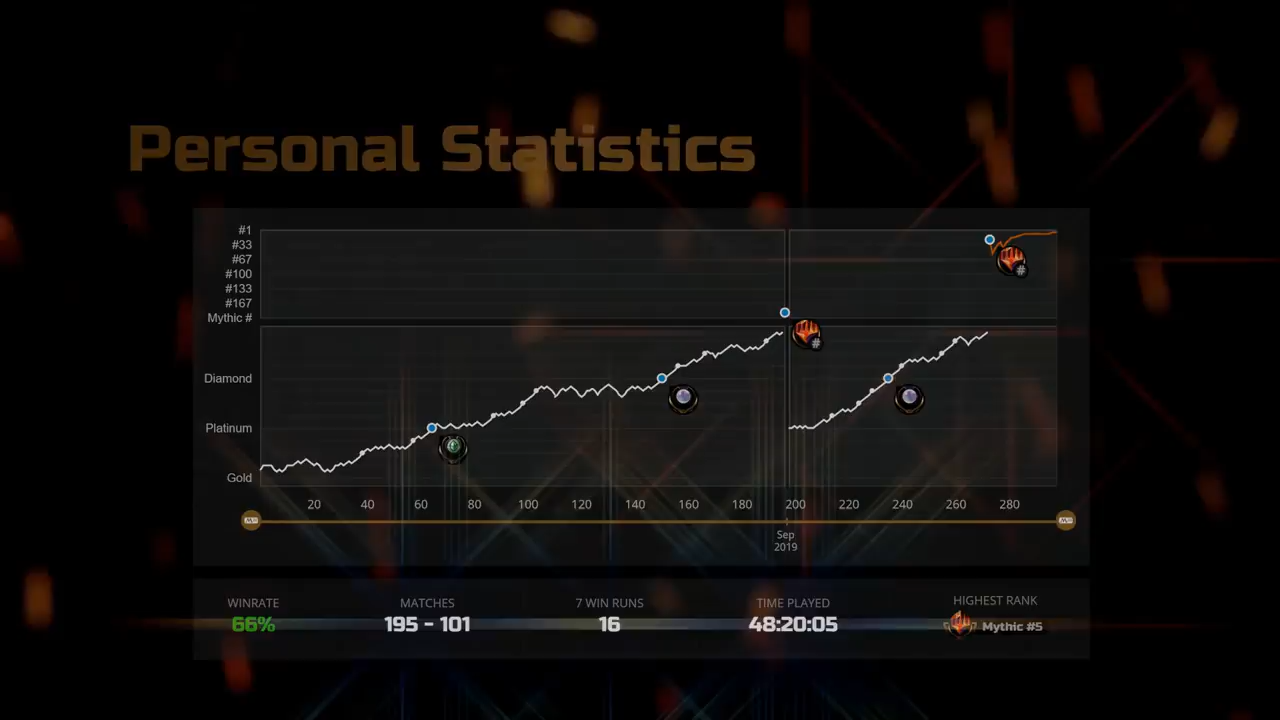 Personal Statistics
#1
#33
#67
#100
#133
#167
Mythic #
#
#
Diamond
Platinum
Gold
20 40 60 80 100 120 140 160 180 200 220 240 260 280
Sep
2019
WINRATE MATCHES 7 WIN RUNS TIME PLAYED HIGHEST RANK
66% 195 - 101 16 48:20:05 Mythic #5